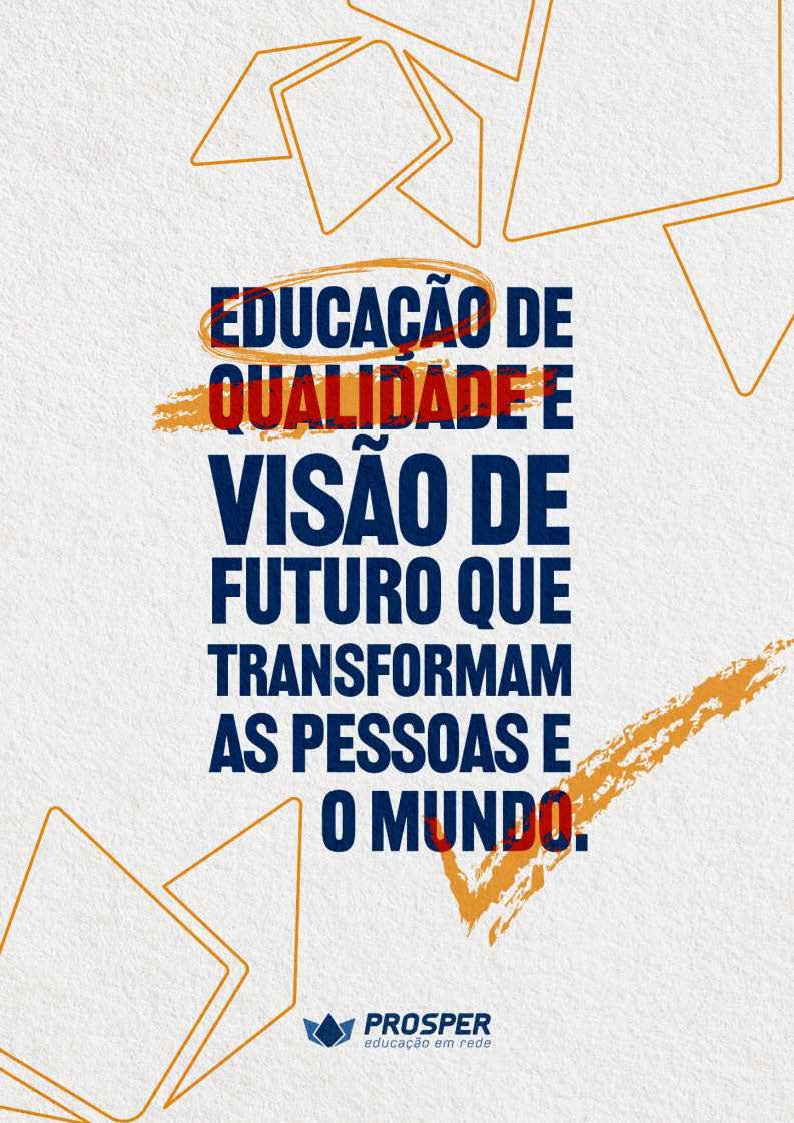 EDUCAÇÃO DE
QUALIDADE E
VISÃO DE
FUTURO QUE
TRANSFORMAM
AS PESSOAS E
O MUNDO.
PROSPER
educação em rede